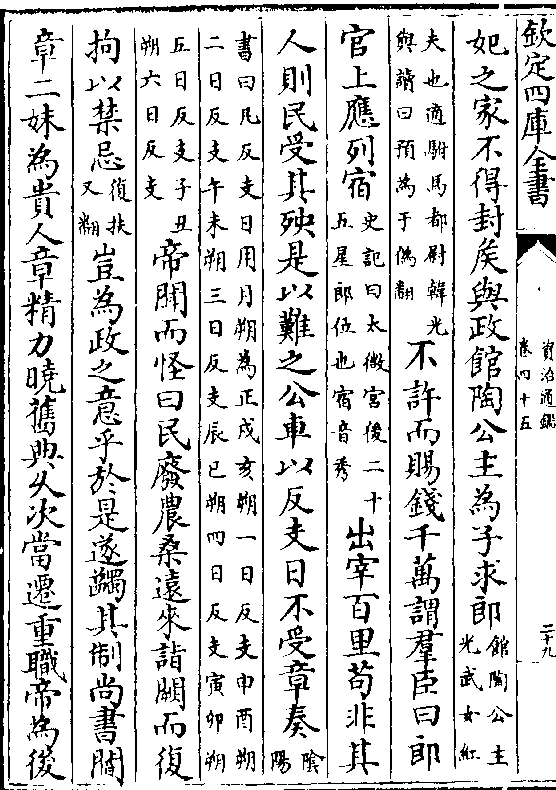 欽定四庫全書
資治通鑑
卷四十五
二十九
妃之家不得封矦與政館陶公主為子求郎館陶公主光武女紅
夫也適駙馬都尉韓光與讀曰預為于偽翻不許而賜錢千萬謂羣臣曰郎
官上應列宿史記曰太微宮後二十五星郎位也宿音秀出宰百里苟非其
人則民受其殃是以難之公車以反支日不受章奏陰陽
書曰凡反支日用月朔為正戌亥朔一日反支申酉朔二日反支午未朔三日反支辰巳朔四日反支寅卯朔
五日反支子丑朔六日反支帝聞而怪曰民廢農桑遠來詣闕而復
拘以禁忌復扶又翻豈為政之意乎於是遂蠲其制尚書閻
章二妹為貴人章精力曉舊典久次當遷重職帝為後